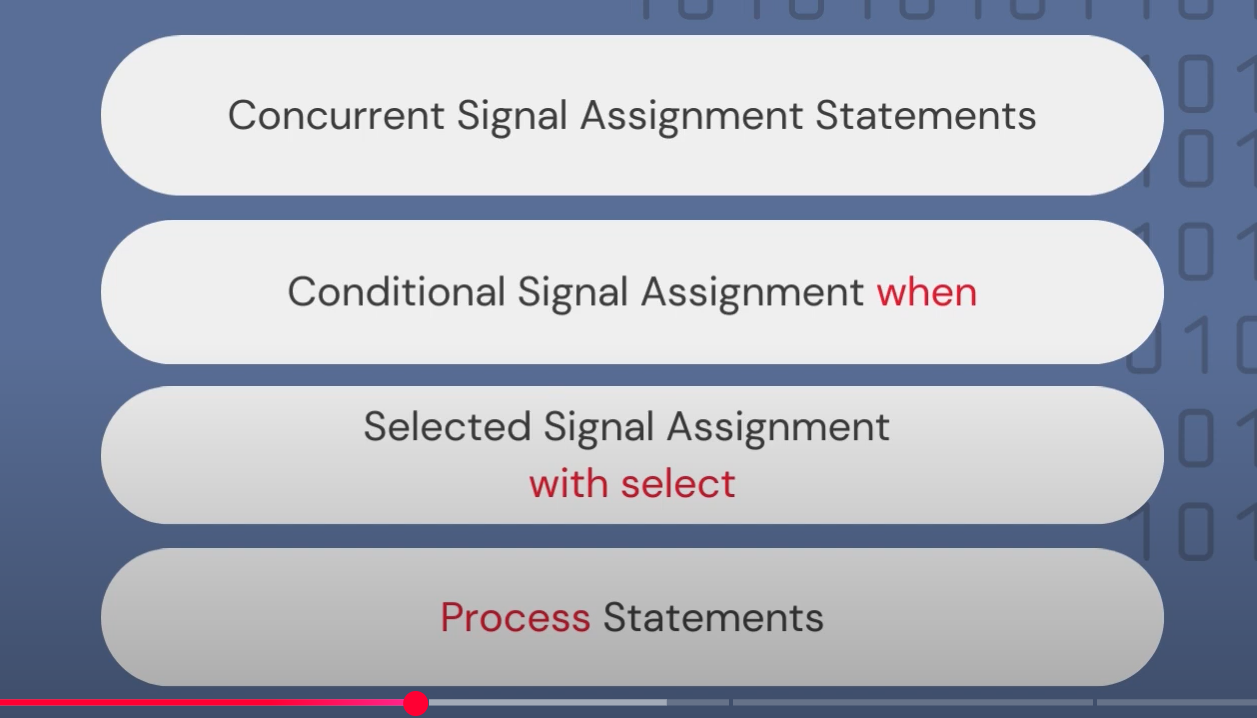 Concurrent Signal Assignment Statements
Conditional Signal Assignment when
Selected Signal Assignment
with select
Process Statements